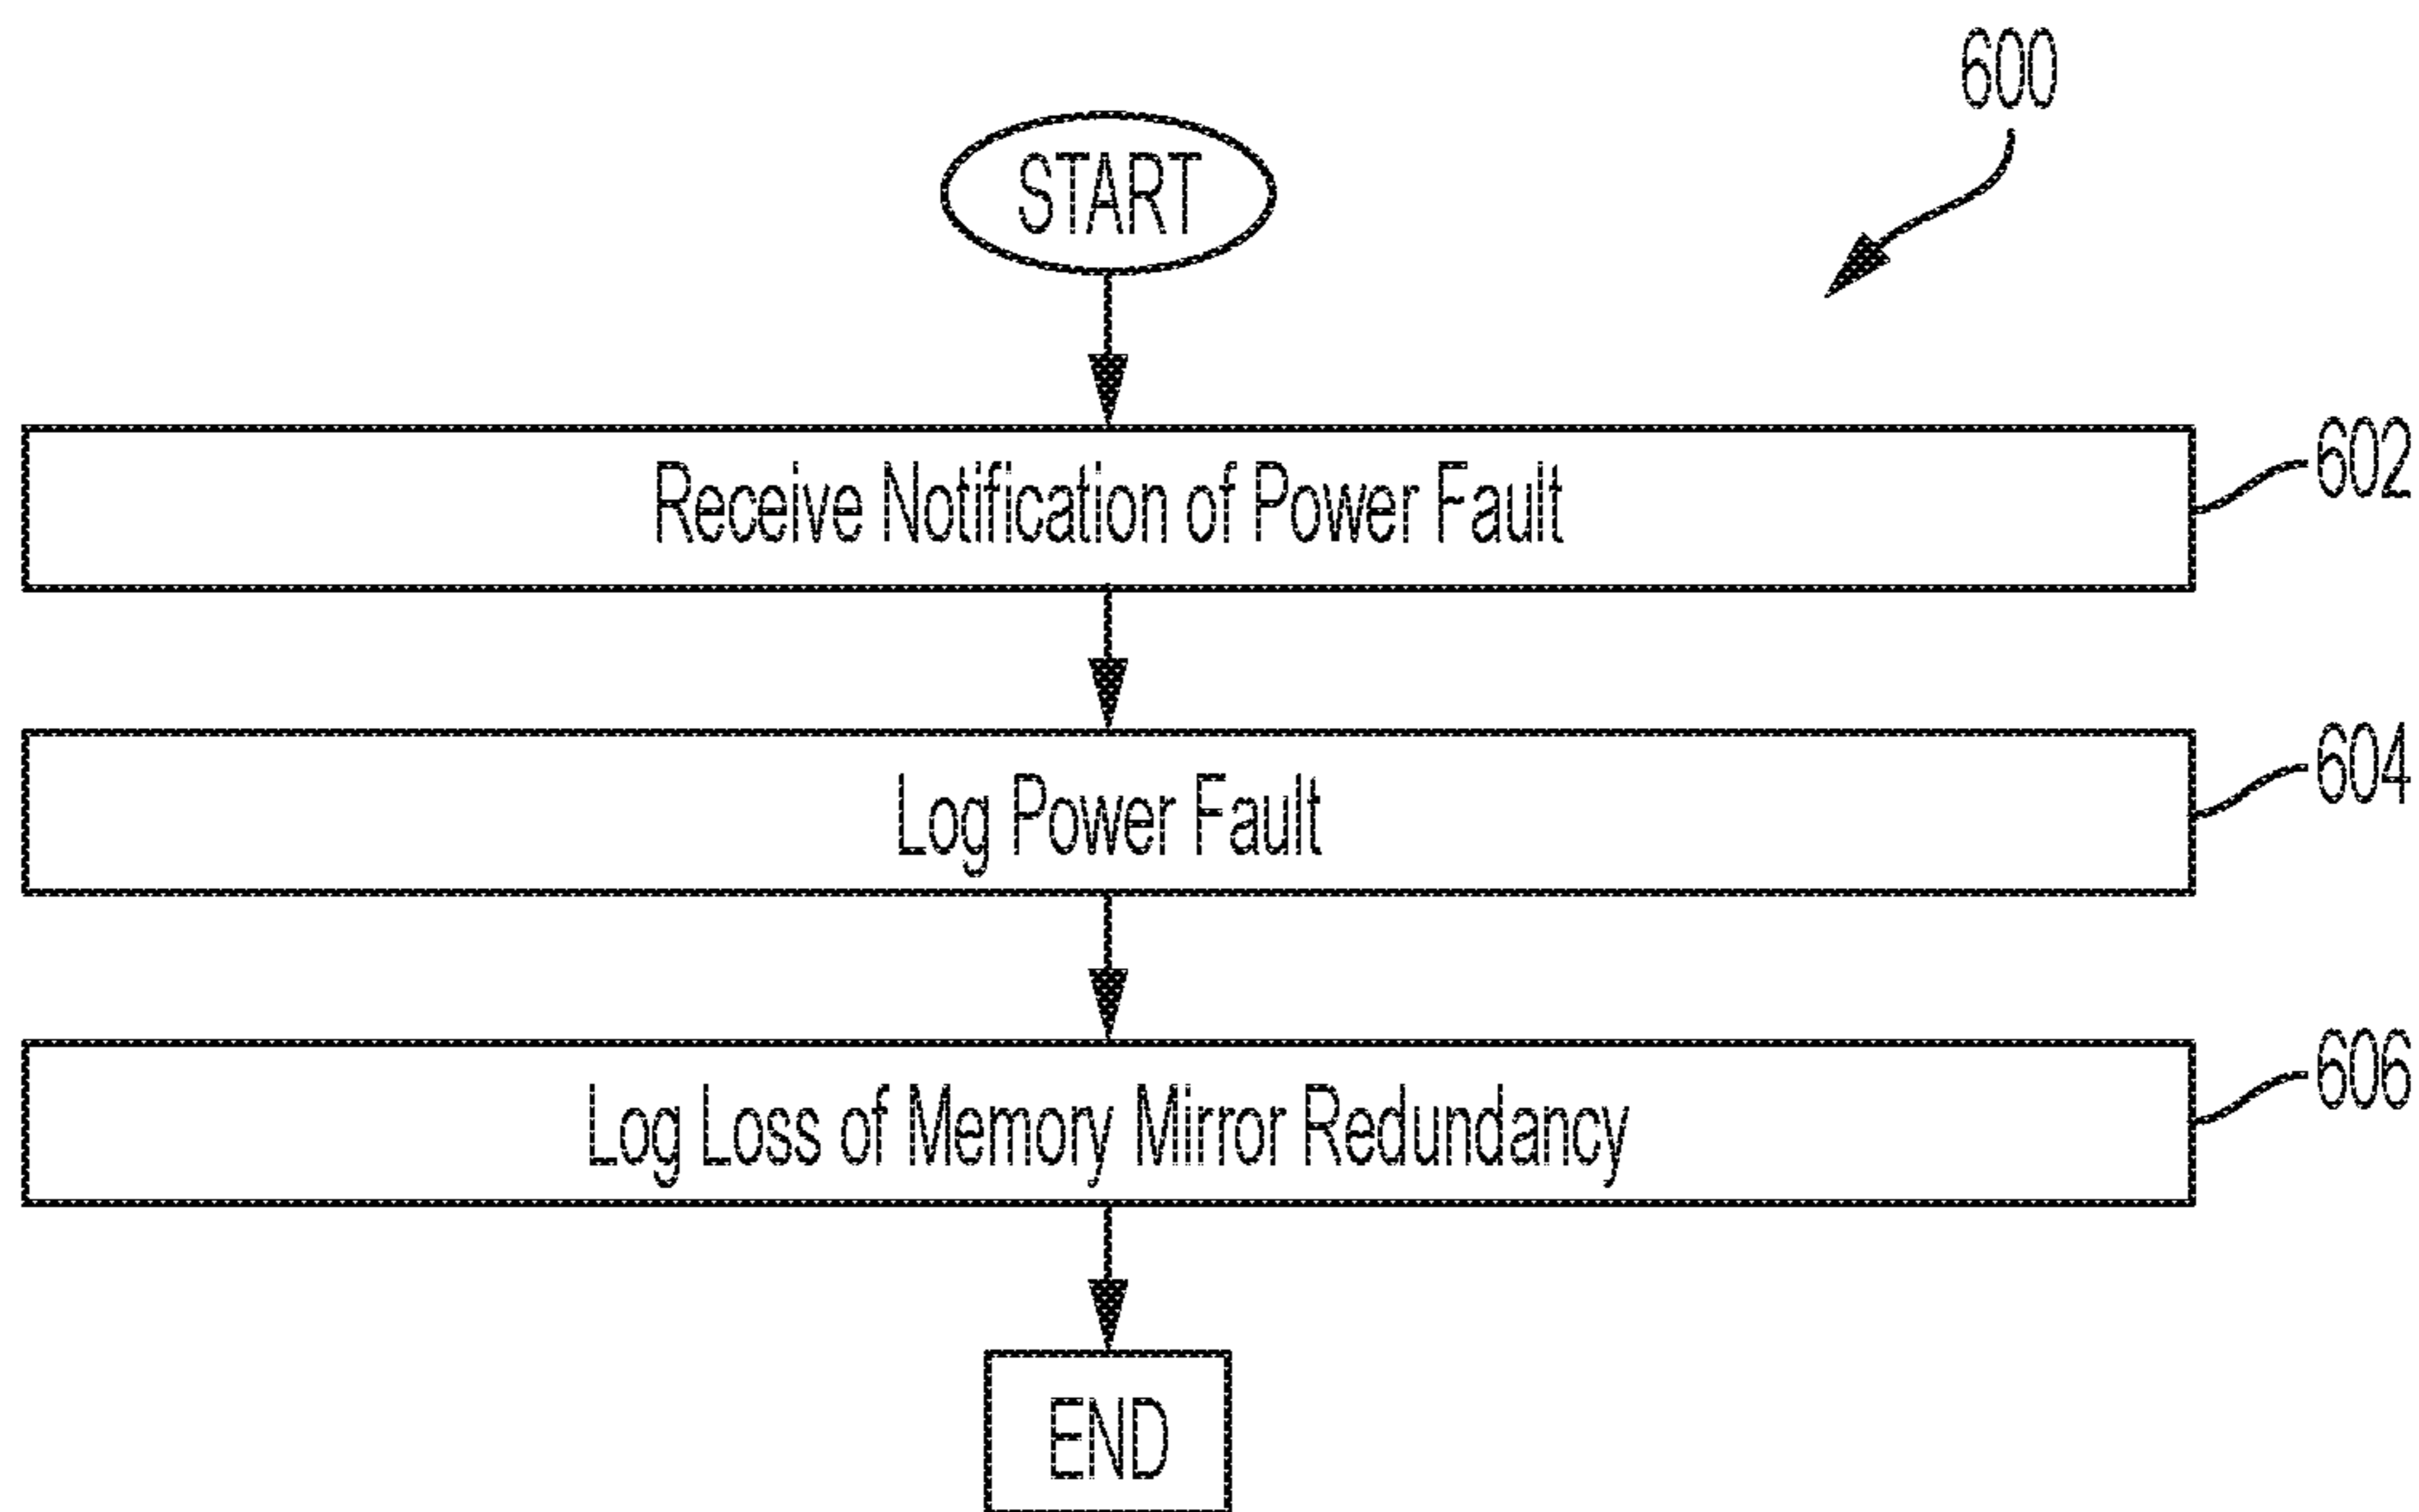 600
START
Receive Notification of Power Fault
602
Log Power Fault
604
Log Loss of Memory Mirror Redundancy
606
END